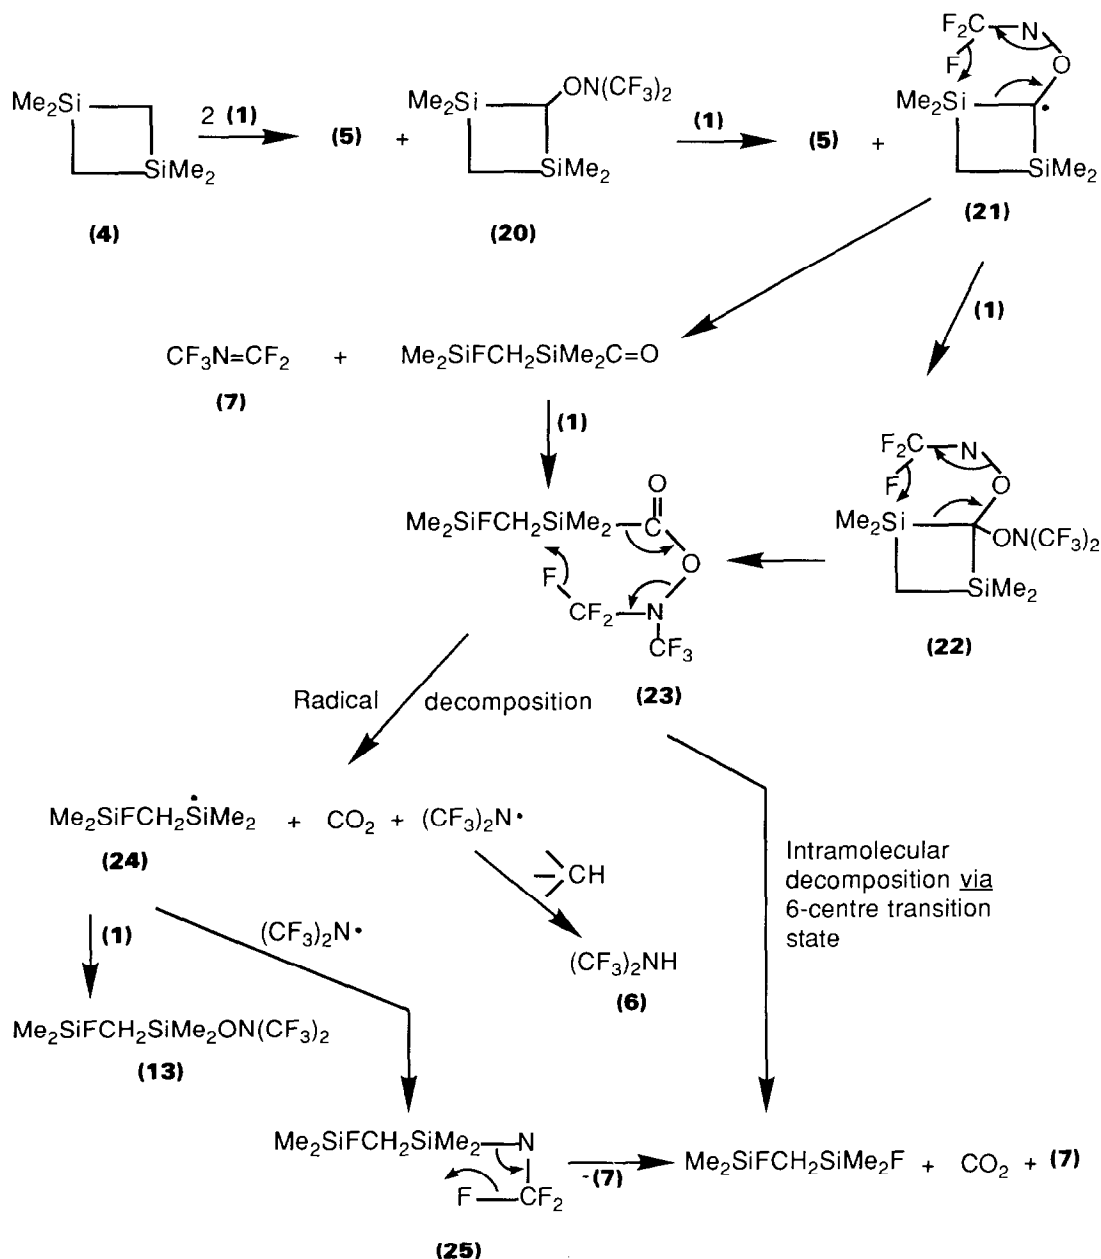 Me₂Si
SiMe₂
(4)
2 (1)
(5) +
Me₂Si
ON(CF₃)₂
SiMe₂
(20)
(1)
(5) +
F₂C N
F O
Me₂Si •
SiMe₂
(21)
(1)
CF₃N=CF₂ + Me₂SiFCH₂SiMe₂C=O
(7)
(1)
F₂C N
F O
Me₂Si
ON(CF₃)₂
SiMe₂
(22)
O
Me₂SiFCH₂SiMe₂ C
O
F
CF₂ N
CF₃
(23)
Radical decomposition
Me₂SiFCH₂ṠiMe₂ + CO₂ + (CF₃)₂N•
(24)
CH
(CF₃)₂NH
(6)
Intramolecular
decomposition via
6-centre transition
state
(1)
(CF₃)₂N•
Me₂SiFCH₂SiMe₂ON(CF₃)₂
(13)
Me₂SiFCH₂SiMe₂ N
F CF₂
(25)
-(7)
Me₂SiFCH₂SiMe₂F + CO₂ + (7)